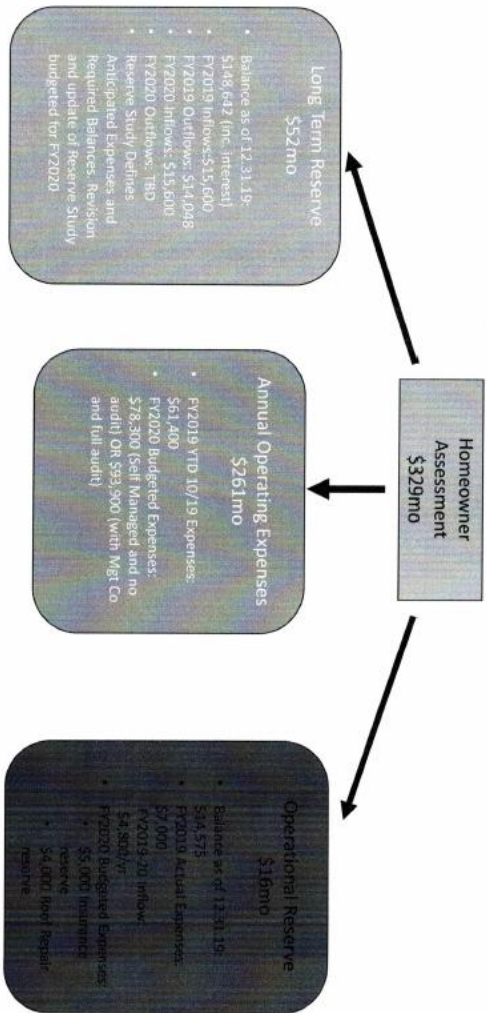 Homeowner
Assessment
$329mo
Long Term Reserve
$52mo
• Balance as of 12.31.19:
$148,642 (inc. interest)
• FY2019 Inflows:$15,600
• FY2019 Outflows: $14,048
• FY2020 Inflows: $15,600
• FY2020 Outflows: TBD
• Reserve Study Defines
Anticipated Expenses and
Required Balances. Revision
and update of Reserve Study
budgeted for FY2020
Annual Operating Expenses
$261mo
• FY2019 YTD 10/19 Expenses:
$61,400
• FY2020 Budgeted Expenses:
$78,300 (Self Managed and no
audit) OR $93,900 (with Mgt Co
and full audit)
Operational Reserve
$16mo
• Balance as of 12.31.19:
$14,575
• FY2019 Actual Expenses:
$7,000
• FY2019-20 Inflow:
$4,800/yr
• FY2020 Budgeted Expenses:
• $5,000 Insurance
reserve
• $4,000 Roof Repair
reserve